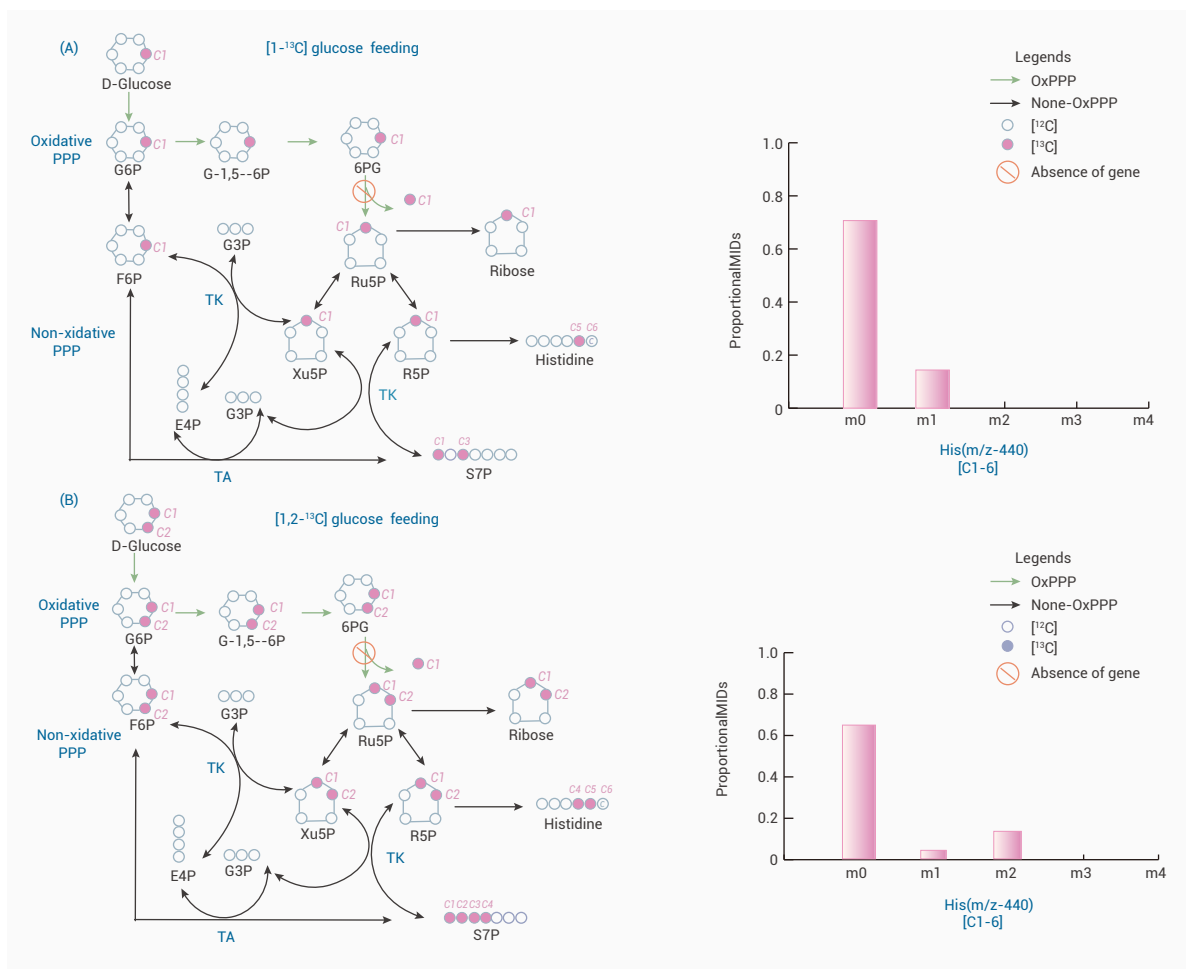 (A)
[1-¹³C] glucose feeding
C1
D-Glucose
Oxidative
PPP
C1
G6P
G-1,5--6P
C1
6PG
C1
C1
F6P
G3P
C1
Ru5P
C1
Ribose
TK
Non-xidative
PPP
C1
Xu5P
C1
R5P
C5 C6
C
Histidine
E4P
G3P
TK
C1 C3
S7P
TA
Legends
OxPPP
None-OxPPP
[¹²C]
[¹³C]
Absence of gene
ProportionalMIDs
1.0
0.8
0.6
0.4
0.2
0
m0 m1 m2 m3 m4
His(m/z-440)
[C1-6]
(B)
[1,2-¹³C] glucose feeding
C1
C2
D-Glucose
Oxidative
PPP
C1
C2
G6P
C1
C2
G-1,5--6P
C1
C2
6PG
C1
C1
C2
F6P
G3P
C1
C2
Ru5P
C1
C2
Ribose
Non-xidative
PPP
TK
C1
C2
Xu5P
C1
C2
R5P
C4 C5 C6
C
Histidine
E4P
G3P
TK
C1C2C3C4
S7P
TA
Legends
OxPPP
None-OxPPP
[¹²C]
[¹³C]
Absence of gene
ProportionalMIDs
1.0
0.8
0.6
0.4
0.2
0
m0 m1 m2 m3 m4
His(m/z-440)
[C1-6]